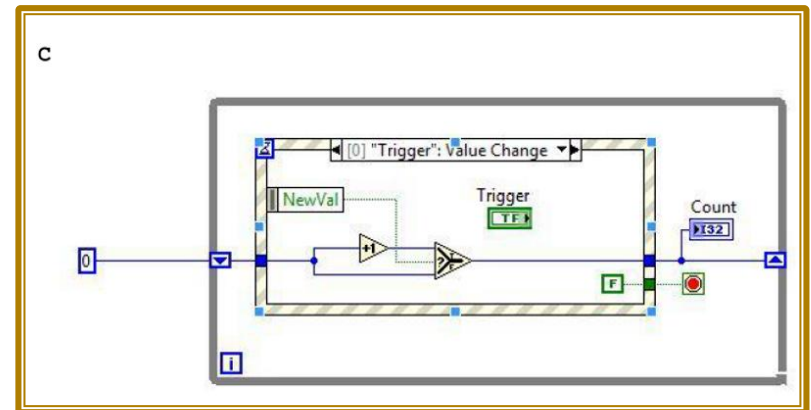 C
[0] "Trigger": Value Change
NewVal
Trigger
TF
Count
I32
0
+1
?
F
i